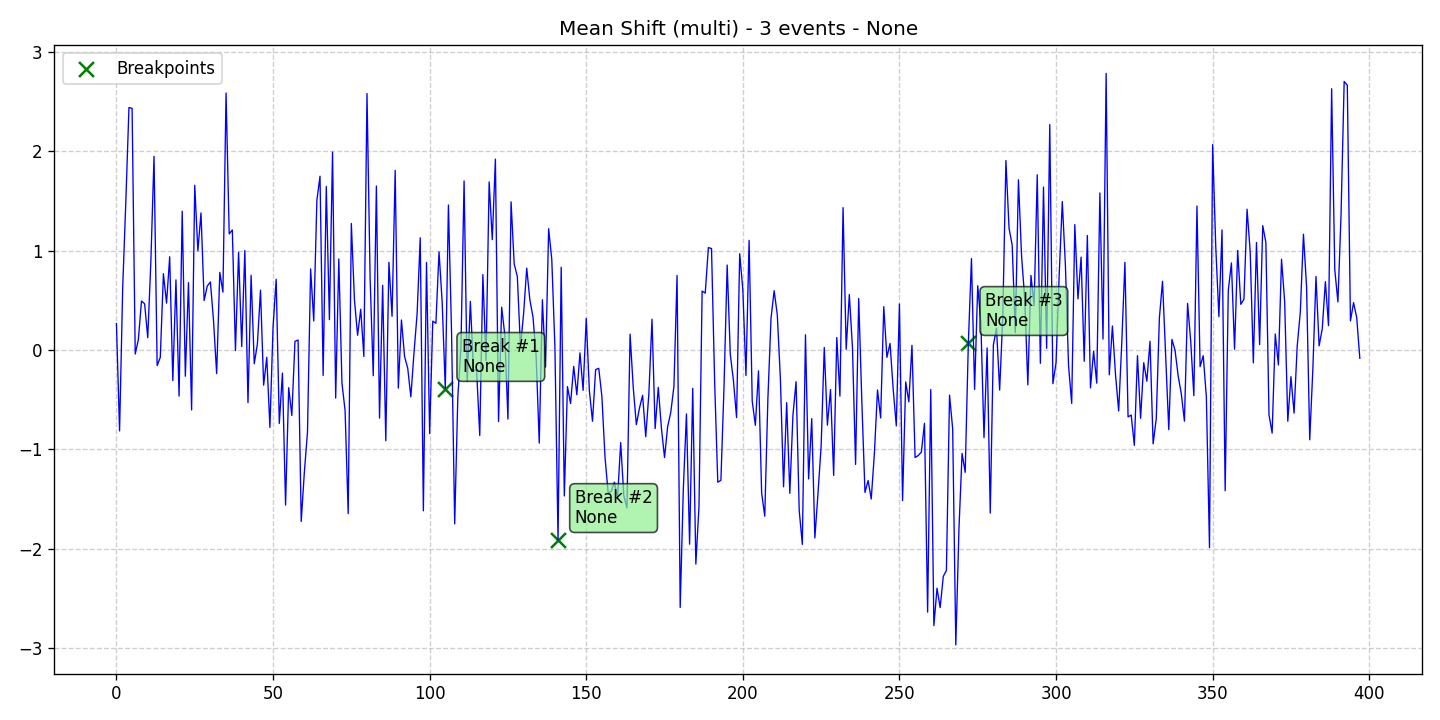 Mean Shift (multi) - 3 events - None
Breakpoints
3
2
1
0
−1
−2
−3
Break #1
None
Break #2
None
Break #3
None
0
50
100
150
200
250
300
350
400